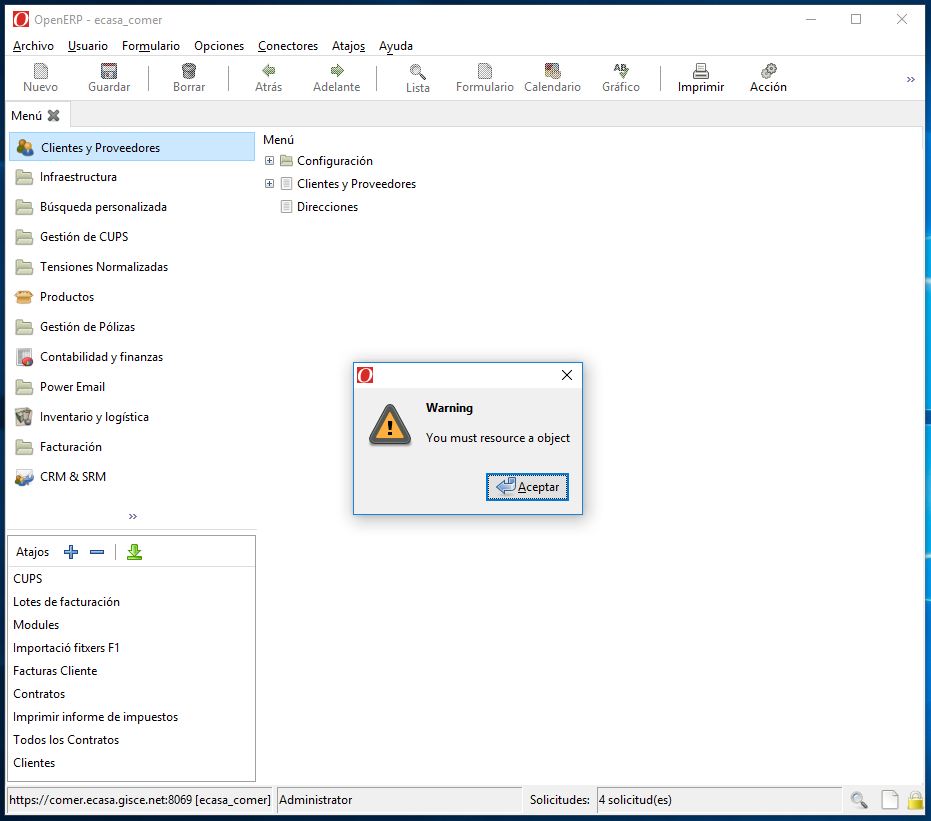 OpenERP - ecasa_comer
Archivo Usuario Formulario Opciones Conectores Atajos Ayuda
Nuevo Guardar Borrar Atrás Adelante Lista Formulario Calendario Gráfico Imprimir Acción »
Menú
Clientes y Proveedores
Infraestructura
Búsqueda personalizada
Gestión de CUPS
Tensiones Normalizadas
Productos
Gestión de Pólizas
Contabilidad y finanzas
Power Email
Inventario y logística
Facturación
CRM & SRM
»
Menú
Configuración
Clientes y Proveedores
Direcciones
Warning
You must resource a object
Aceptar
Atajos
CUPS
Lotes de facturación
Modules
Importació fitxers F1
Facturas Cliente
Contratos
Imprimir informe de impuestos
Todos los Contratos
Clientes
https://comer.ecasa.gisce.net:8069 [ecasa_comer] Administrator Solicitudes: 4 solicitud(es)